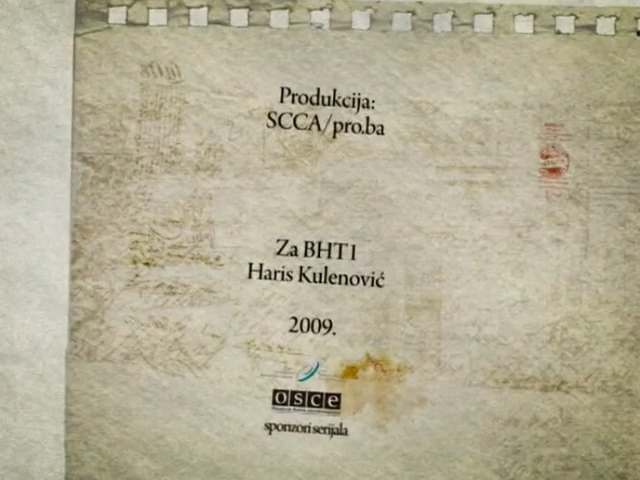 Produkcija:
SCCA/pro.ba
Za BHT1
Haris Kulenović
2009.
osce
sponzori serijala